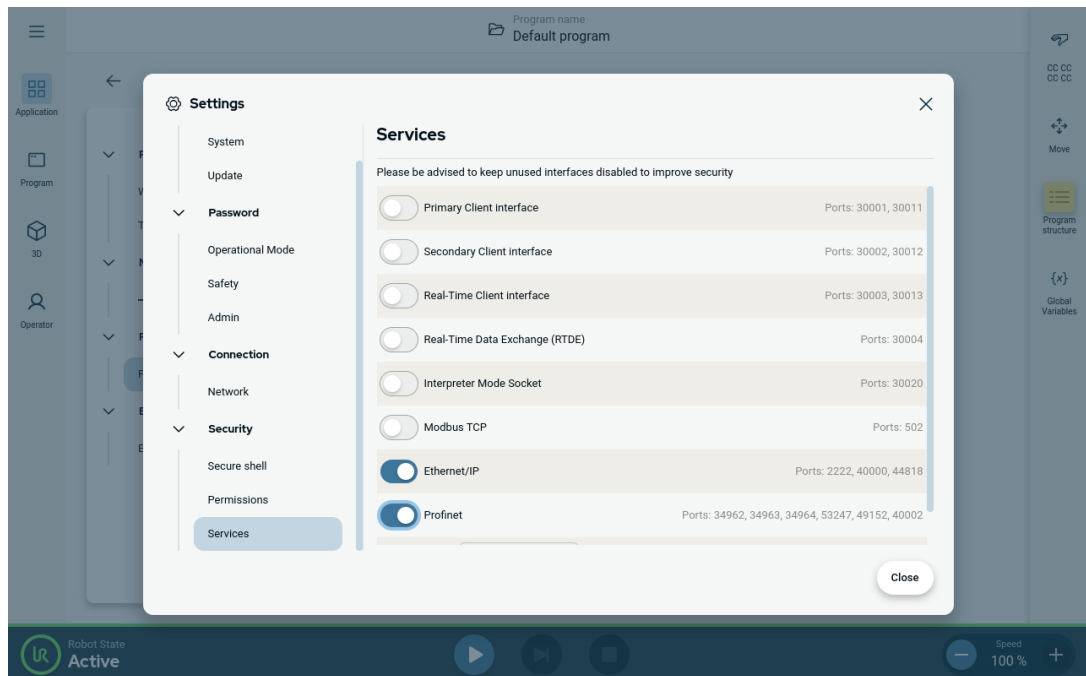 Program name
Default program
Application
Program
3D
Operator
CC CC
CC CC
Move
Program
structure
{x}
Global
Variables
Settings
System
Update
Password
Operational Mode
Safety
Admin
Connection
Network
Security
Secure shell
Permissions
Services
Services
Please be advised to keep unused interfaces disabled to improve security
Primary Client interface Ports: 30001, 30011
Secondary Client interface Ports: 30002, 30012
Real-Time Client interface Ports: 30003, 30013
Real-Time Data Exchange (RTDE) Ports: 30004
Interpreter Mode Socket Ports: 30020
Modbus TCP Ports: 502
Ethernet/IP Ports: 2222, 40000, 44818
Profinet Ports: 34962, 34963, 34964, 53247, 49152, 40002
Close
Robot State
Active
Speed
100 %